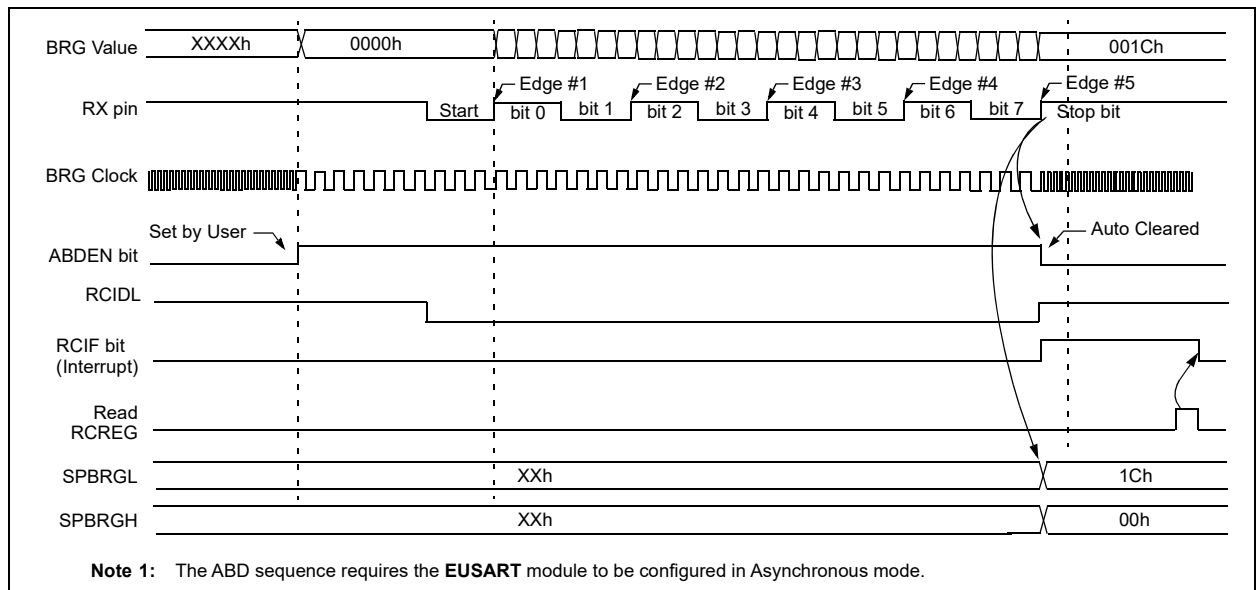 BRG Value
XXXXh
0000h
001Ch
Edge #1
Edge #2
Edge #3
Edge #4
Edge #5
RX pin
Start
bit 0
bit 1
bit 2
bit 3
bit 4
bit 5
bit 6
bit 7
Stop bit
BRG Clock
Set by User
Auto Cleared
ABDEN bit
RCIDL
RCIF bit
(Interrupt)
Read
RCREG
SPBRGL
XXh
1Ch
SPBRGH
XXh
00h
Note 1: The ABD sequence requires the EUSART module to be configured in Asynchronous mode.